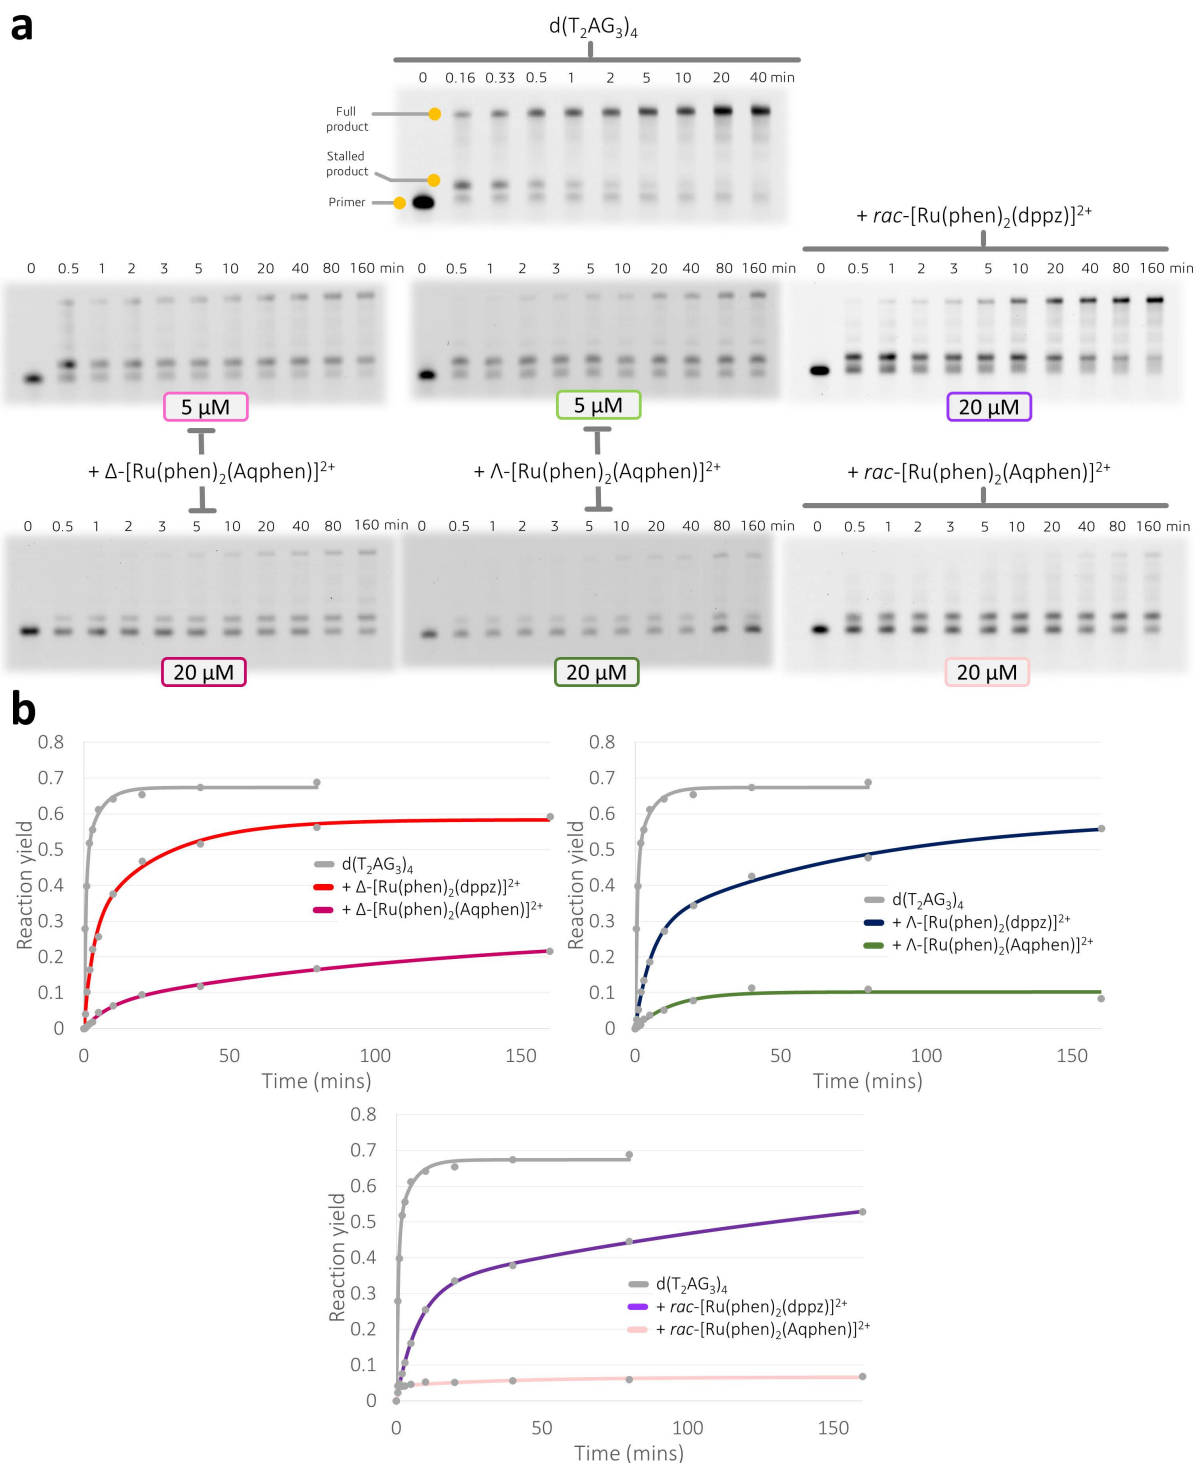 a
d(T₂AG₃)₄
0 0.16 0.33 0.5 1 2 5 10 20 40 min
Full
product
Stalled
product
Primer
+ rac-[Ru(phen)₂(dppz)]²⁺
0 0.5 1 2 3 5 10 20 40 80 160 min
0 0.16 1 2 3 5 10 20 40 80 160 min
0 0.5 1 2 3 5 10 20 40 80 160 min
5 µM
5 µM
20 µM
+ Δ-[Ru(phen)₂(Aqphen)]²⁺
+ Λ-[Ru(phen)₂(Aqphen)]²⁺
+ rac-[Ru(phen)₂(Aqphen)]²⁺
0 0.5 1 2 3 5 10 20 40 80 160 min
0 0.5 1 2 3 5 10 20 40 80 160 min
0 0.5 1 2 3 5 10 20 40 80 160 min
20 µM
20 µM
20 µM
b
0.8
0.7
0.6
0.5
0.4
0.3
0.2
0.1
0
Reaction yield
d(T₂AG₃)₄
+ Δ-[Ru(phen)₂(dppz)]²⁺
+ Δ-[Ru(phen)₂(Aqphen)]²⁺
0 50 100 150
Time (mins)
0.8
0.7
0.6
0.5
0.4
0.3
0.2
0.1
0
Reaction yield
d(T₂AG₃)₄
+ Λ-[Ru(phen)₂(dppz)]²⁺
+ Λ-[Ru(phen)₂(Aqphen)]²⁺
0 50 100 150
Time (mins)
0.8
0.7
0.6
0.5
0.4
0.3
0.2
0.1
0
Reaction yield
d(T₂AG₃)₄
+ rac-[Ru(phen)₂(dppz)]²⁺
+ rac-[Ru(phen)₂(Aqphen)]²⁺
0 50 100 150
Time (mins)